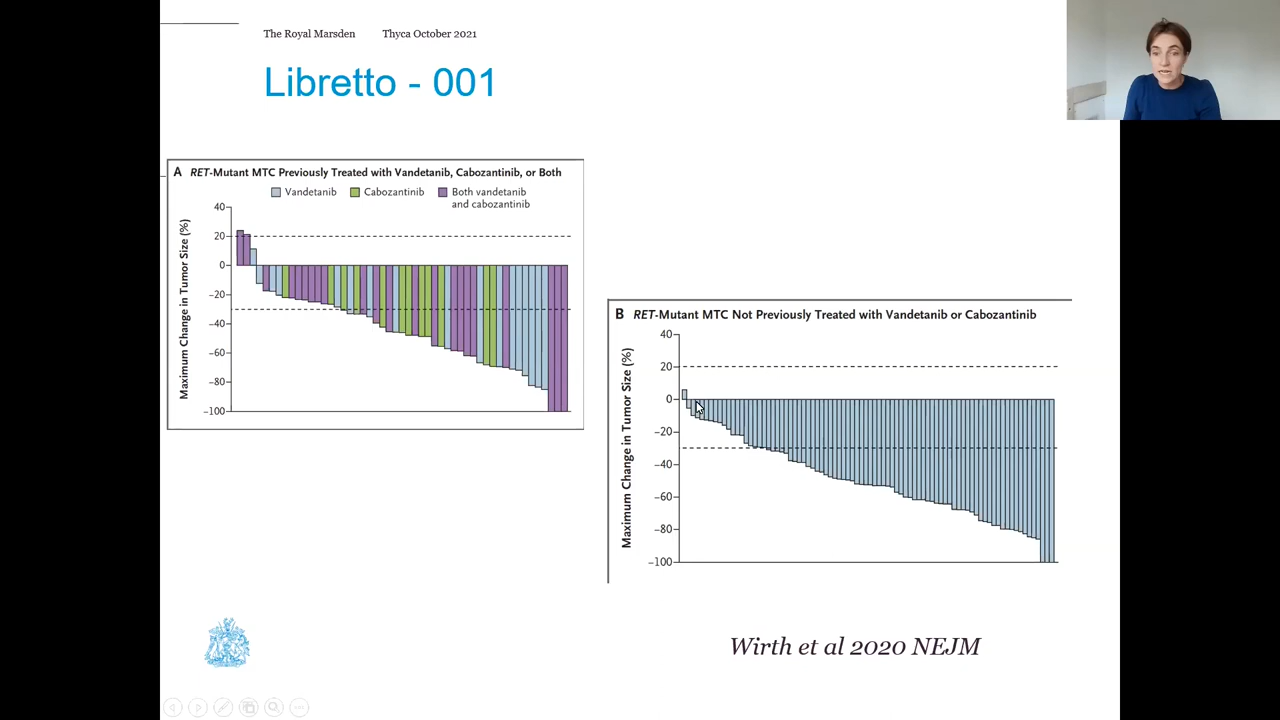 The Royal Marsden Thyca October 2021
Libretto - 001
A RET-Mutant MTC Previously Treated with Vandetanib, Cabozantinib, or Both
Vandetanib Cabozantinib Both vandetanib
and cabozantinib
Maximum Change in Tumor Size (%)
40
20
0
−20
−40
−60
−80
−100
B RET-Mutant MTC Not Previously Treated with Vandetanib or Cabozantinib
Maximum Change in Tumor Size (%)
40
20
0
−20
−40
−60
−80
−100
Wirth et al 2020 NEJM